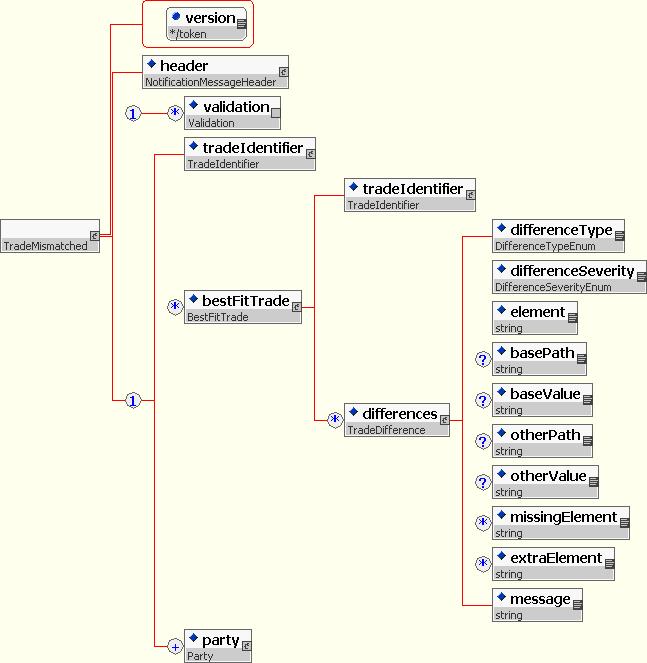 version
*/token
header
NotificationMessageHeader
1
*
validation
Validation
tradeIdentifier
TradeIdentifier
tradeIdentifier
TradeIdentifier
TradeMismatched
differenceType
DifferenceTypeEnum
differenceSeverity
DifferenceSeverityEnum
*
bestFitTrade
BestFitTrade
element
string
?
basePath
string
1
?
baseValue
string
*
differences
TradeDifference
?
otherPath
string
?
otherValue
string
*
missingElement
string
*
extraElement
string
message
string
+
party
Party